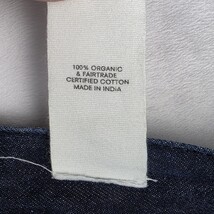 100% ORGANIC
& FAIRTRADE
CERTIFIED COTTON
MADE IN INDIA